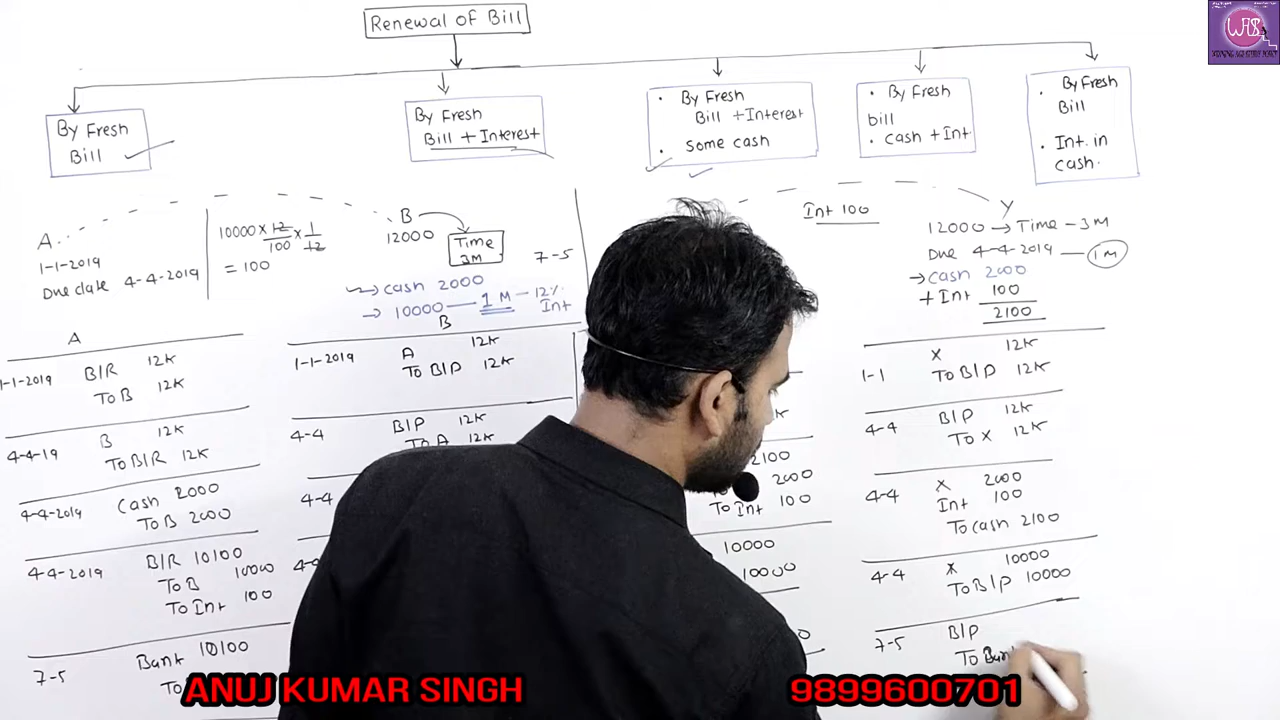 Renewal of Bill
By Fresh
Bill
By Fresh
Bill + Interest
• By Fresh
Bill + Interest
• some cash
• By Fresh
bill
• cash + Int
• By Fresh
Bill
• Int. in
cash.
A
1-1-2019
Due date 4-4-2019
10000 × 12/100 × 1/12
= 100
B
12000
Time
3M
7-5
→ cash 2000
→ 10000 — 1 M — 12%
Int
Int 100
Y
12000 → Time - 3M
Due 4-4-2019 — 1M
→ cash 2000
+ Int 100
2100
A
1-1-2019 B/R 12K
To B 12K
4-4-19 B 12K
To B/R 12K
4-4-2019 Cash 2000
To B 2000
4-4-2019 B/R 10100
To B 10000
To Int 100
7-5 Bank 10100
To
B
1-1-2019 A 12K
To B/P 12K
4-4 B/P 12K
To A 12K
4-4
2100
2000
To Int 100
10000
10000
1-1 X 12K
To B/P 12K
4-4 B/P 12K
To X 12K
4-4 X 2000
Int 100
To cash 2100
4-4 X 10000
To B/P 10000
7-5 B/P
To Bank
ANUJ KUMAR SINGH
9899600701